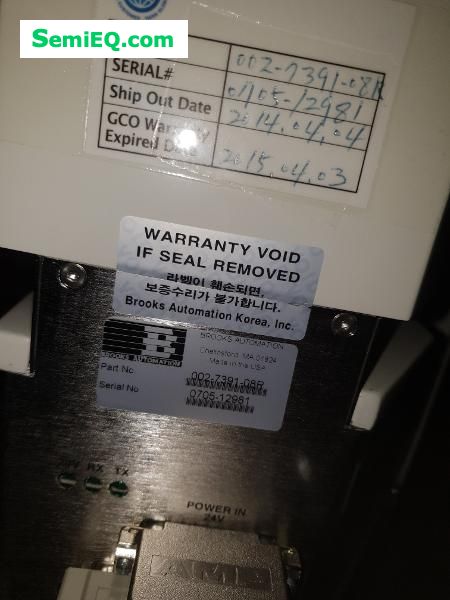 SemiEQ.com
002-7391-08R
SERIAL#
0705-12981
Ship Out Date
2014.04.04
GCO Warranty
Expired Date
2015.04.03
WARRANTY VOID
IF SEAL REMOVED
라벨이 훼손되면,
보증수리가 불가합니다.
Brooks Automation Korea, Inc.
B
BROOKS AUTOMATION
BROOKS AUTOMATION
Chelmsford, MA 01824
Made in the USA
Part No.
002-7391-08R
Serial No.
0705-12981
RX TX
POWER IN
24V
AMP